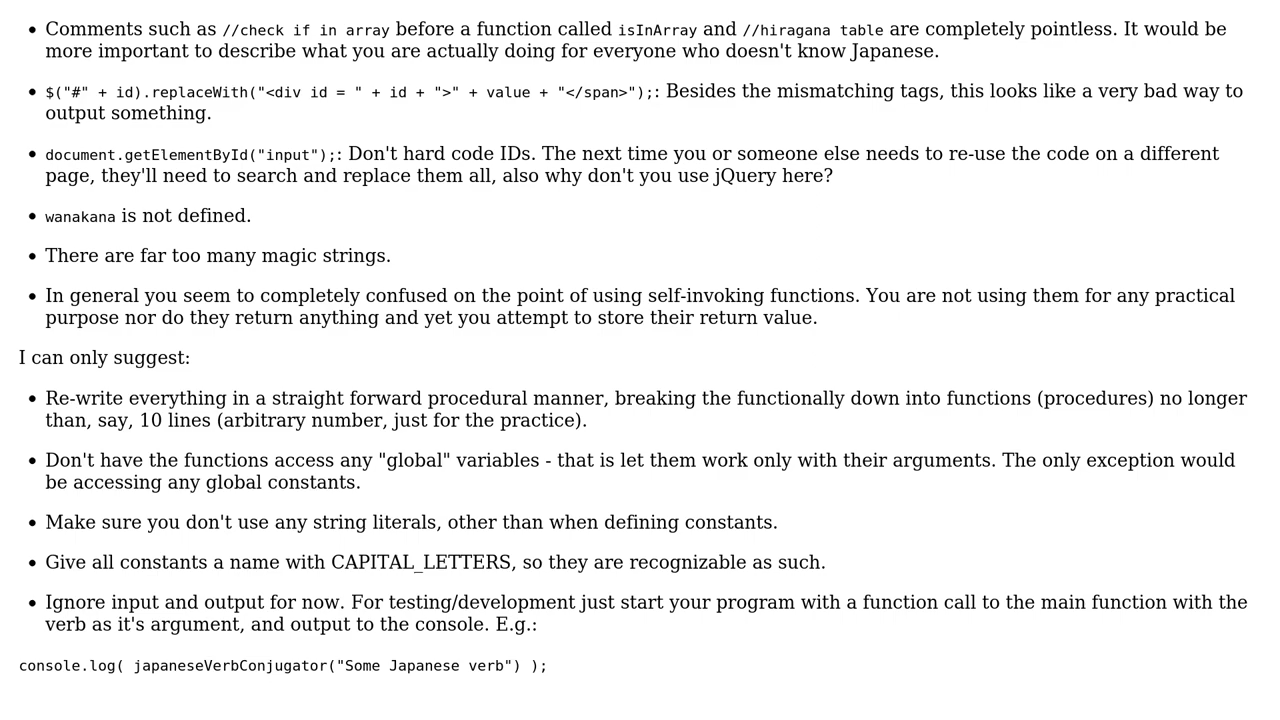 • Comments such as //check if in array before a function called isInArray and //hiragana table are completely pointless. It would be
more important to describe what you are actually doing for everyone who doesn't know Japanese.
• $("#" + id).replaceWith("<div id = " + id + ">" + value + "</span>");: Besides the mismatching tags, this looks like a very bad way to
output something.
• document.getElementById("input");: Don't hard code IDs. The next time you or someone else needs to re-use the code on a different
page, they'll need to search and replace them all, also why don't you use jQuery here?
• wanakana is not defined.
• There are far too many magic strings.
• In general you seem to completely confused on the point of using self-invoking functions. You are not using them for any practical
purpose nor do they return anything and yet you attempt to store their return value.
I can only suggest:
• Re-write everything in a straight forward procedural manner, breaking the functionally down into functions (procedures) no longer
than, say, 10 lines (arbitrary number, just for the practice).
• Don't have the functions access any "global" variables - that is let them work only with their arguments. The only exception would
be accessing any global constants.
• Make sure you don't use any string literals, other than when defining constants.
• Give all constants a name with CAPITAL_LETTERS, so they are recognizable as such.
• Ignore input and output for now. For testing/development just start your program with a function call to the main function with the
verb as it's argument, and output to the console. E.g.:
console.log( japaneseVerbConjugator("Some Japanese verb") );